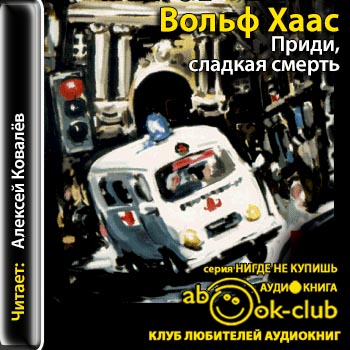 Вольф Хаас
Приди,
сладкая смерть
Читает: Алексей Ковалёв
серия НИГДЕ НЕ КУПИШЬ
АУДИОКНИГА
abook-club
КЛУБ ЛЮБИТЕЛЕЙ АУДИОКНИГ